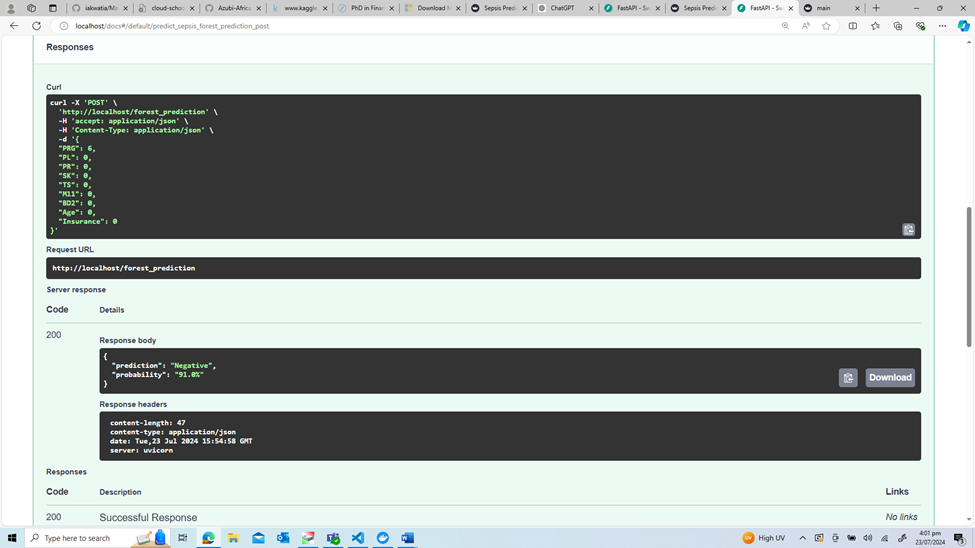 iakwatia/Ma
cloud-schoo
Azubi-Africa
www.kaggle
PhD in Finan
Download M
Sepsis Predic
ChatGPT
FastAPI - Sw
Sepsis Predic
FastAPI - Sw
main
localhost/docs#/default/predict_sepsis_forest_prediction_post
Responses
Curl
curl -X 'POST' \
'http://localhost/forest_prediction' \
-H 'accept: application/json' \
-H 'Content-Type: application/json' \
-d '{
"PRG": 6,
"PL": 0,
"PR": 0,
"SK": 0,
"TS": 0,
"M11": 0,
"BD2": 0,
"Age": 0,
"Insurance": 0
}'
Request URL
http://localhost/forest_prediction
Server response
Code Details
200
Response body
{
"prediction": "Negative",
"probability": "91.0%"
}
Download
Response headers
content-length: 47
content-type: application/json
date: Tue,23 Jul 2024 15:54:58 GMT
server: uvicorn
Responses
Code Description Links
200 Successful Response No links
Type here to search
High UV
4:01 pm
23/07/2024